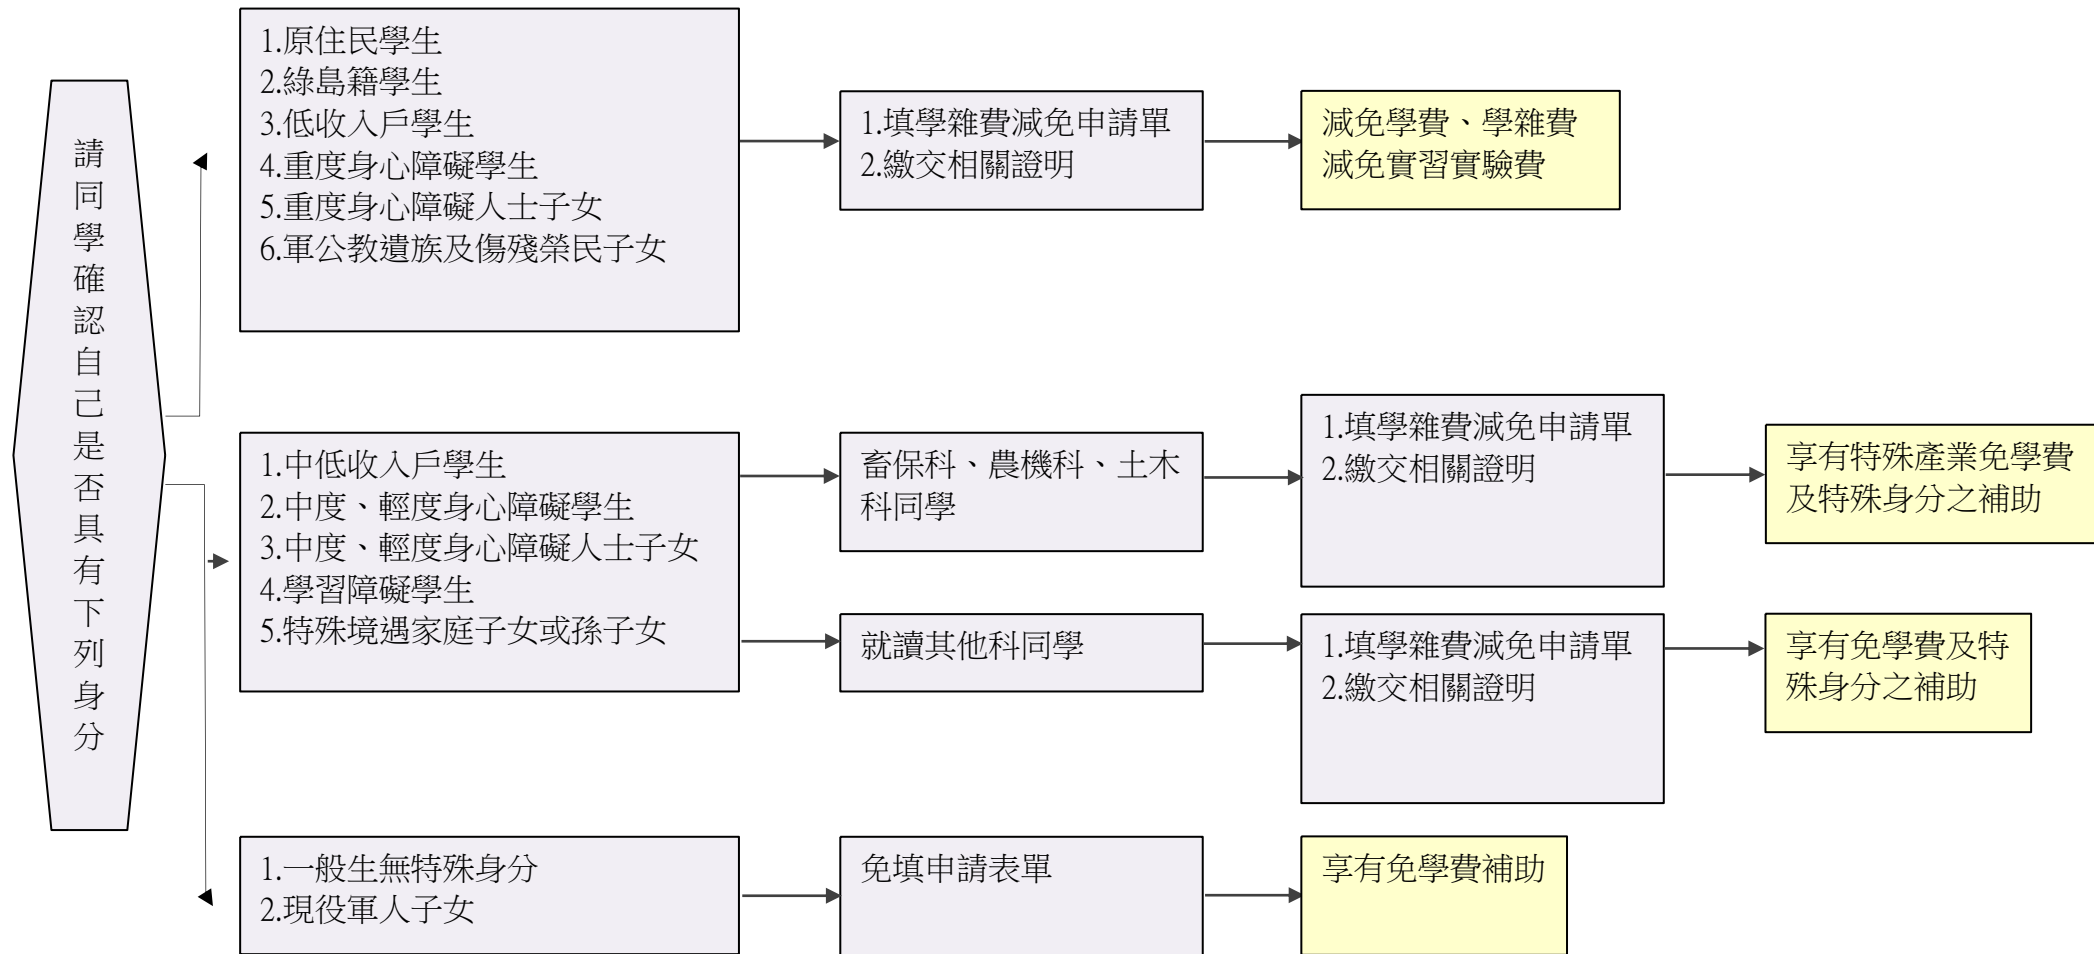 請同學確認自己是否具有下列身分
1.原住民學生
2.綠島籍學生
3.低收入戶學生
4.重度身心障礙學生
5.重度身心障礙人士子女
6.軍公教遺族及傷殘榮民子女
1.填學雜費減免申請單
2.繳交相關證明
減免學費、學雜費
減免實習實驗費
1.中低收入戶學生
2.中度、輕度身心障礙學生
3.中度、輕度身心障礙人士子女
4.學習障礙學生
5.特殊境遇家庭子女或孫子女
畜保科、農機科、土木
科同學
1.填學雜費減免申請單
2.繳交相關證明
享有特殊產業免學費
及特殊身分之補助
就讀其他科同學
1.填學雜費減免申請單
2.繳交相關證明
享有免學費及特
殊身分之補助
1.一般生無特殊身分
2.現役軍人子女
免填申請表單
享有免學費補助